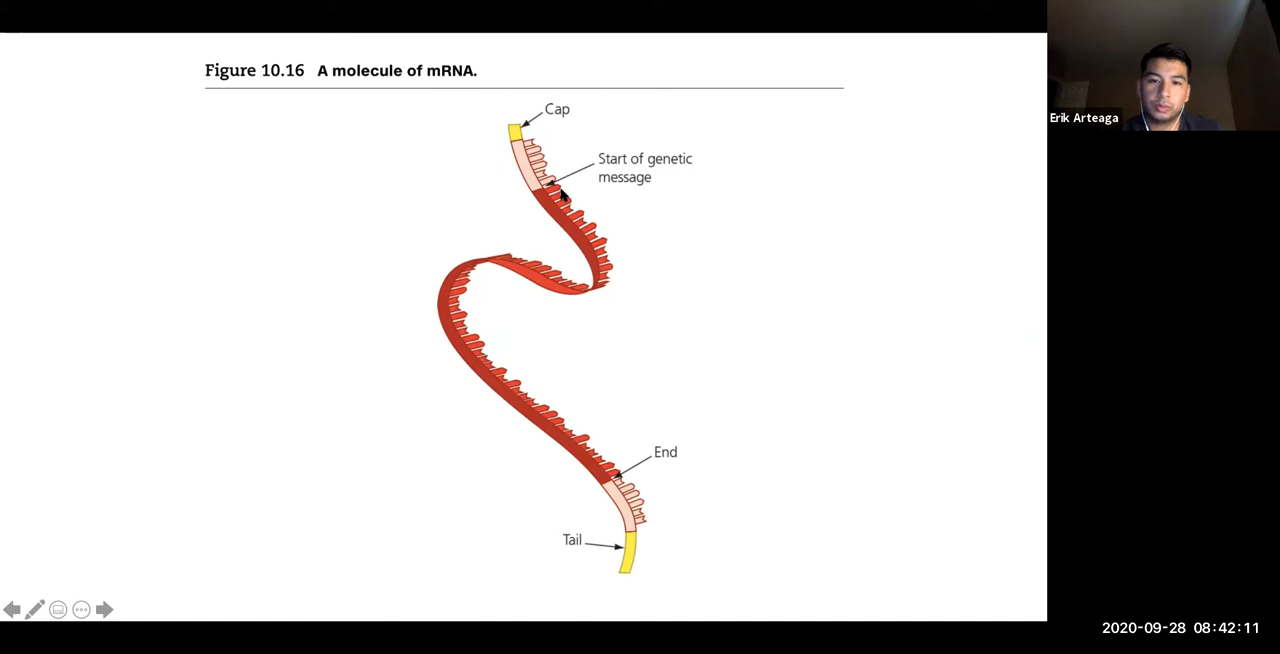 Figure 10.16 A molecule of mRNA.
Cap
Start of genetic
message
End
Tail
Erik Arteaga
2020-09-28 08:42:11